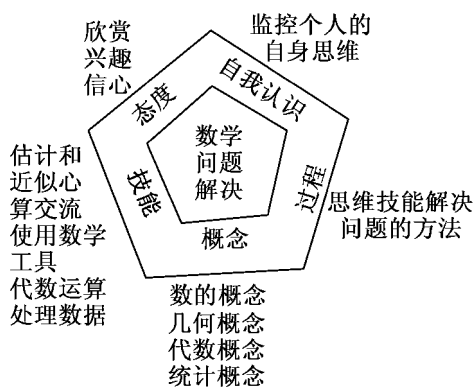 欣赏
兴趣
信心
监控个人的
自身思维
态度
自我认识
数学
问题
解决
技能
过程
概念
估计和
近似心
算交流
使用数学
工具
代数运算
处理数据
思维技能解决
问题的方法
数的概念
几何概念
代数概念
统计概念